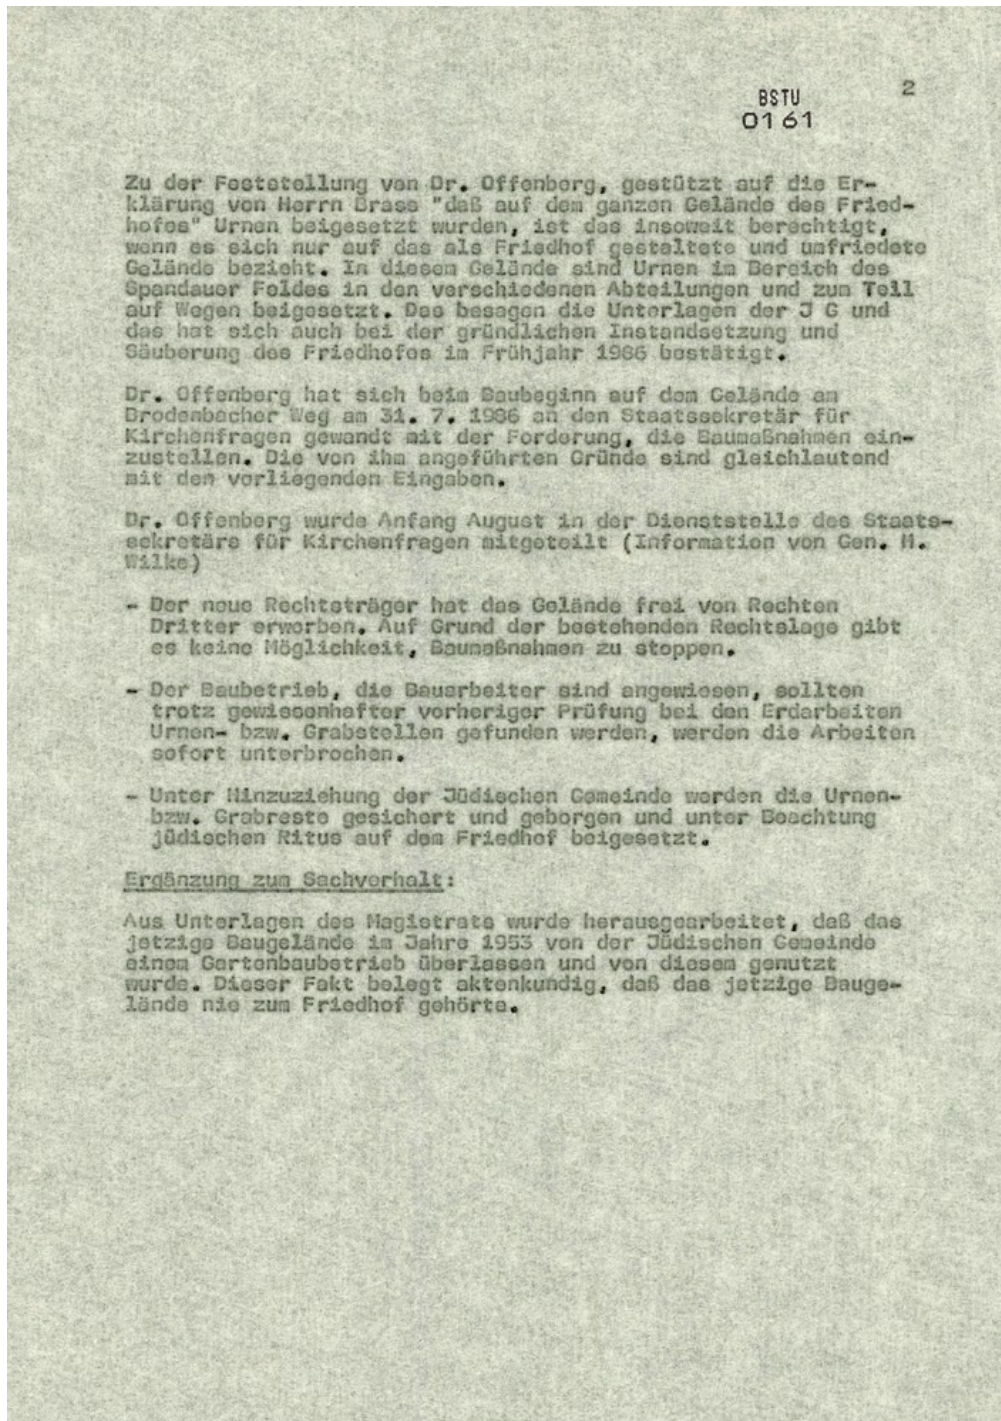 2
BSTU
0161
Zu der Feststellung von Dr. Offenberg, gestützt auf die Er-
klärung von Herrn Brass "daß auf dem ganzen Gelände des Fried-
hofes" Urnen beigesetzt wurden, ist das insoweit berechtigt,
wenn es sich nur auf das als Friedhof gestaltete und umfriedete
Gelände bezieht. In diesem Gelände sind Urnen im Bereich des
Spandauer Feldes in den verschiedenen Abteilungen und zum Teil
auf Wegen beigesetzt. Das besagen die Unterlagen der J G und
das hat sich auch bei der gründlichen Instandsetzung und
Säuberung des Friedhofes im Frühjahr 1986 bestätigt.
Dr. Offenberg hat sich beim Baubeginn auf dem Gelände am
Brodenbacher Weg am 31. 7. 1986 an den Staatssekretär für
Kirchenfragen gewandt mit der Forderung, die Baumaßnahmen ein-
zustellen. Die von ihm angeführten Gründe sind gleichlautend
mit den vorliegenden Eingaben.
Dr. Offenberg wurde Anfang August in der Dienststelle des Staats-
sekretärs für Kirchenfragen mitgeteilt (Information von Gen. H.
Wilke)
- Der neue Rechtsträger hat das Gelände frei von Rechten
Dritter erworben. Auf Grund der bestehenden Rechtslage gibt
es keine Möglichkeit, Baumaßnahmen zu stoppen.
- Der Baubetrieb, die Bauarbeiter sind angewiesen, sollten
trotz gewissenhafter vorheriger Prüfung bei den Erdarbeiten
Urnen- bzw. Grabstellen gefunden werden, werden die Arbeiten
sofort unterbrochen.
- Unter Hinzuziehung der Jüdischen Gemeinde werden die Urnen-
bzw. Grabreste gesichert und geborgen und unter Beachtung
jüdischen Ritus auf dem Friedhof beigesetzt.
Ergänzung zum Sachverhalt:
Aus Unterlagen des Magistrats wurde herausgearbeitet, daß das
jetzige Baugelände im Jahre 1953 von der Jüdischen Gemeinde
einem Gartenbaubetrieb überlassen und von diesem genutzt
wurde. Dieser Fakt belegt aktenkundig, daß das jetzige Bauge-
lände nie zum Friedhof gehörte.